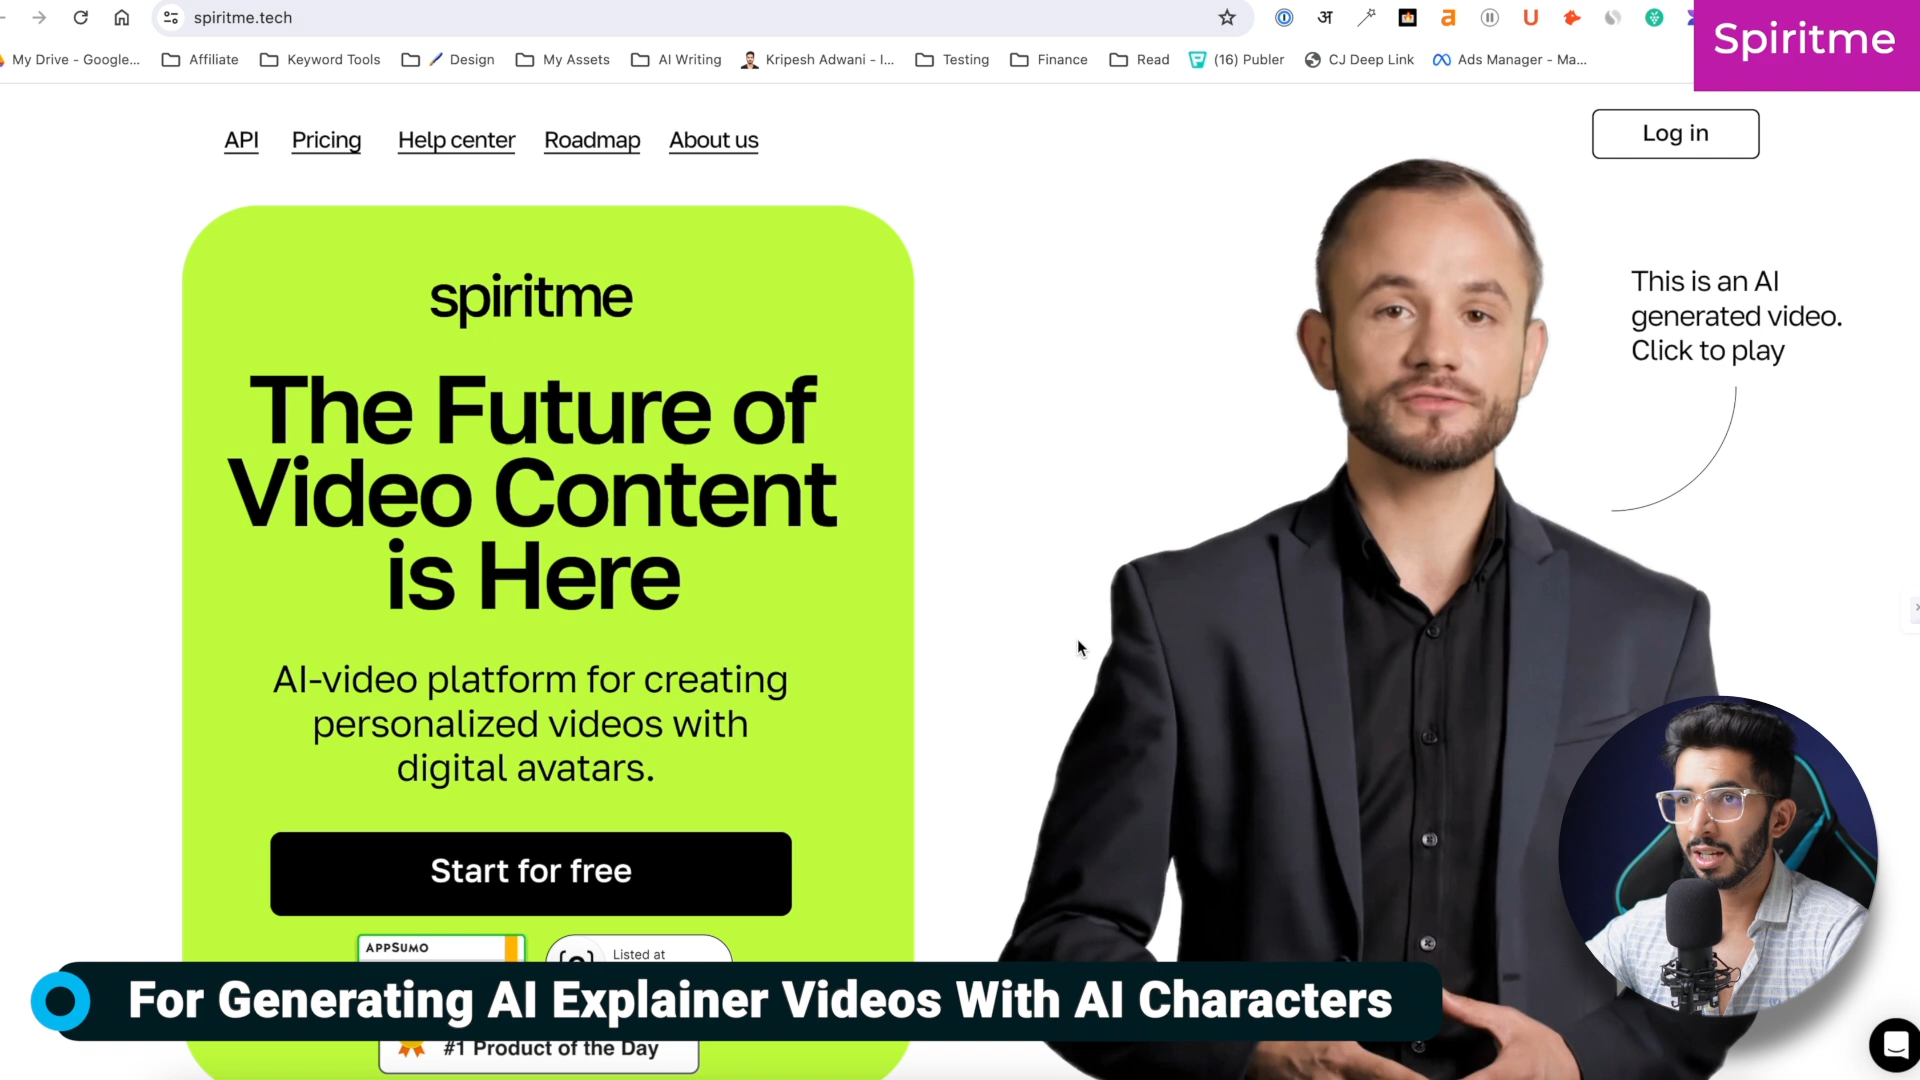 spiritme.tech
Spiritme
My Drive - Google...
Affiliate
Keyword Tools
Design
My Assets
AI Writing
Kripesh Adwani - I...
Testing
Finance
Read
(16) Publer
CJ Deep Link
Ads Manager - Ma...
API
Pricing
Help center
Roadmap
About us
Log in
spiritme
The Future of
Video Content
is Here
AI-video platform for creating
personalized videos with
digital avatars.
Start for free
This is an AI
generated video.
Click to play
APPSUMO
Listed at
For Generating AI Explainer Videos With AI Characters
#1 Product of the Day